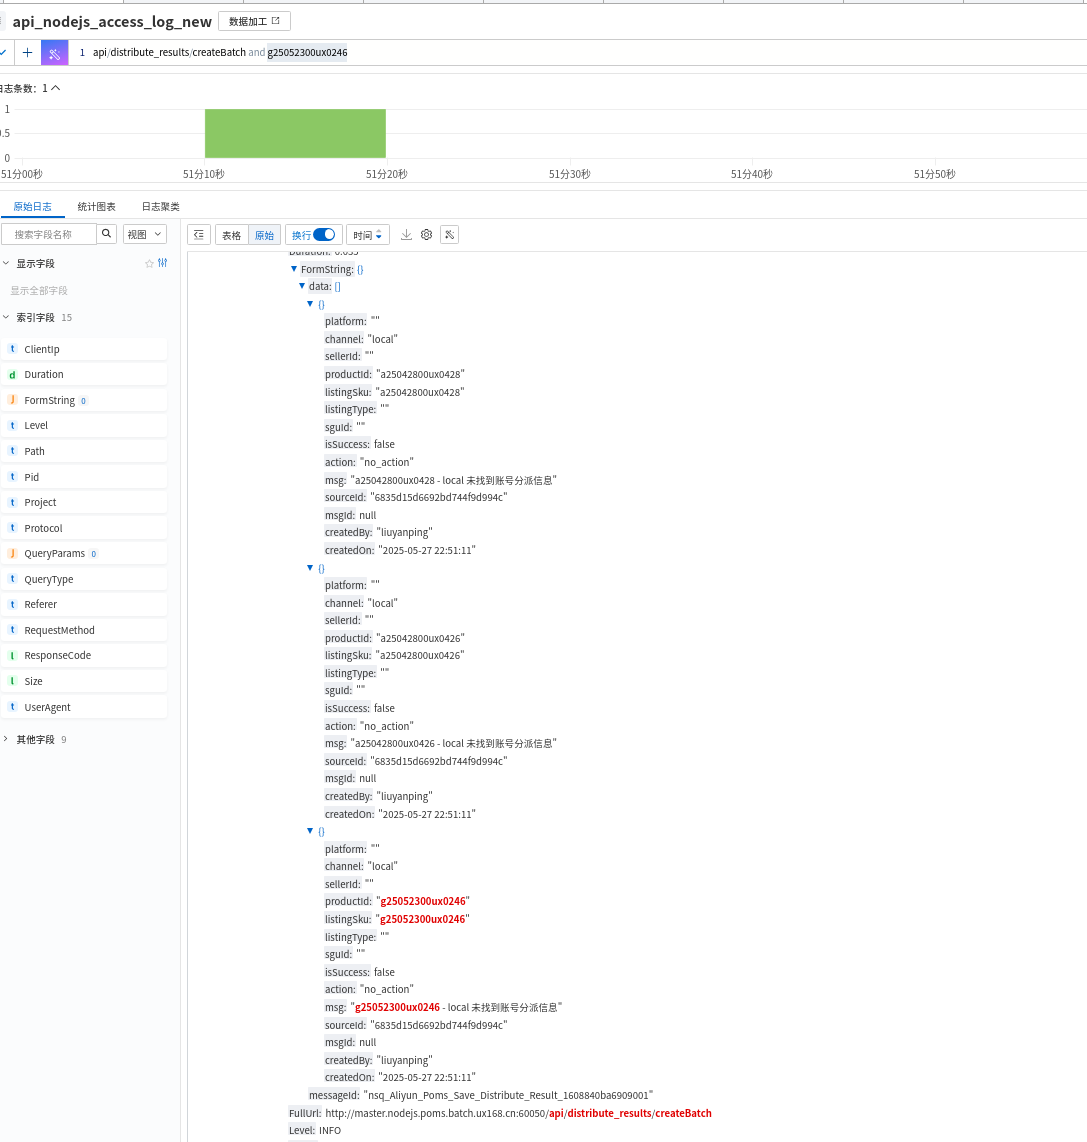 api_nodejs_access_log_new 数据加工
1 api/distribute_results/createBatch and g25052300ux0246
日志条数: 1
1
0.5
0
51分00秒 51分10秒 51分20秒 51分30秒 51分40秒 51分50秒
原始日志 统计图表 日志聚类
搜索字段名称 视图 表格 原始 换行 时间
显示字段
显示全部字段
索引字段 15
t ClientIp
d Duration
J FormString {}
t Level
t Path
t Pid
t Project
t Protocol
J QueryParams {}
t QueryType
t Referer
t RequestMethod
l ResponseCode
l Size
t UserAgent
其他字段 9
Duration: 0.035
FormString: {}
data: []
{}
platform: ""
channel: "local"
sellerId: ""
productId: "a25042800ux0428"
listingSku: "a25042800ux0428"
listingType: ""
sguId: ""
isSuccess: false
action: "no_action"
msg: "a25042800ux0428 - local 未找到账号分派信息"
sourceId: "6835d15d6692bd744f9d994c"
msgId: null
createdBy: "liuyanping"
createdOn: "2025-05-27 22:51:11"
{}
platform: ""
channel: "local"
sellerId: ""
productId: "a25042800ux0426"
listingSku: "a25042800ux0426"
listingType: ""
sguId: ""
isSuccess: false
action: "no_action"
msg: "a25042800ux0426 - local 未找到账号分派信息"
sourceId: "6835d15d6692bd744f9d994c"
msgId: null
createdBy: "liuyanping"
createdOn: "2025-05-27 22:51:11"
{}
platform: ""
channel: "local"
sellerId: ""
productId: "g25052300ux0246"
listingSku: "g25052300ux0246"
listingType: ""
sguId: ""
isSuccess: false
action: "no_action"
msg: "g25052300ux0246 - local 未找到账号分派信息"
sourceId: "6835d15d6692bd744f9d994c"
msgId: null
createdBy: "liuyanping"
createdOn: "2025-05-27 22:51:11"
messageId: "nsq_Aliyun_Poms_Save_Distribute_Result_1608840ba6909001"
FullUrl: http://master.nodejs.poms.batch.ux168.cn:60050/api/distribute_results/createBatch
Level: INFO